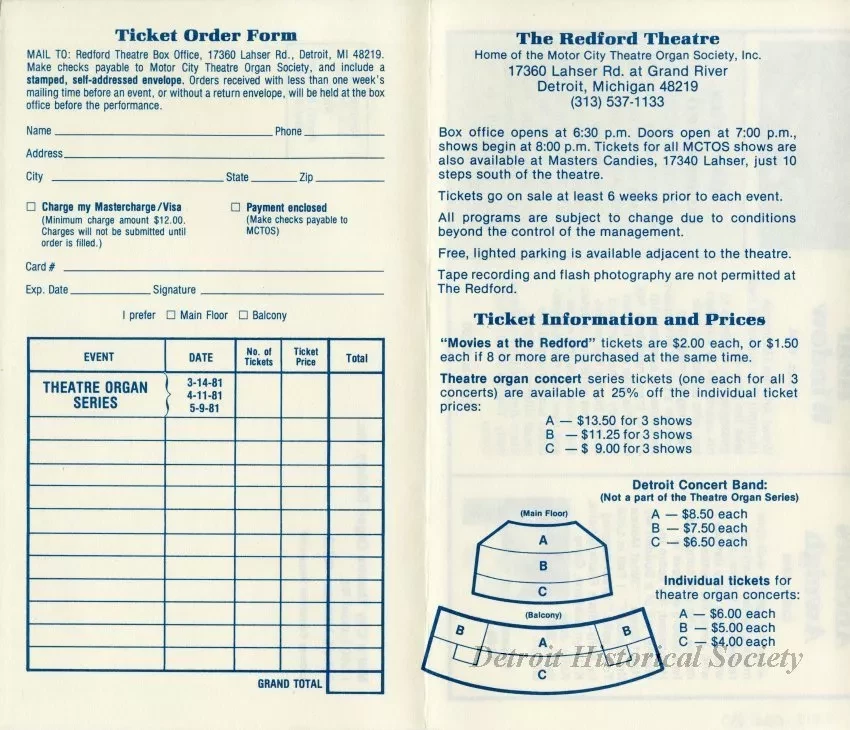 Ticket Order Form
MAIL TO: Redford Theatre Box Office, 17360 Lahser Rd., Detroit, MI 48219.
Make checks payable to Motor City Theatre Organ Society, and include a
stamped, self-addressed envelope. Orders received with less than one week's
mailing time before an event, or without a return envelope, will be held at the box
office before the performance.
Name Phone
Address
City State Zip
Charge my Mastercharge/Visa
(Minimum charge amount $12.00.
Charges will not be submitted until
order is filled.)
Payment enclosed
(Make checks payable to
MCTOS)
Card #
Exp. Date Signature
I prefer Main Floor Balcony
EVENT DATE No. of Tickets Ticket Price Total
THEATRE ORGAN
SERIES
3-14-81
4-11-81
5-9-81
GRAND TOTAL
The Redford Theatre
Home of the Motor City Theatre Organ Society, Inc.
17360 Lahser Rd. at Grand River
Detroit, Michigan 48219
(313) 537-1133
Box office opens at 6:30 p.m. Doors open at 7:00 p.m.,
shows begin at 8:00 p.m. Tickets for all MCTOS shows are
also available at Masters Candies, 17340 Lahser, just 10
steps south of the theatre.
Tickets go on sale at least 6 weeks prior to each event.
All programs are subject to change due to conditions
beyond the control of the management.
Free, lighted parking is available adjacent to the theatre.
Tape recording and flash photography are not permitted at
The Redford.
Ticket Information and Prices
"Movies at the Redford" tickets are $2.00 each, or $1.50
each if 8 or more are purchased at the same time.
Theatre organ concert series tickets (one each for all 3
concerts) are available at 25% off the individual ticket
prices:
A — $13.50 for 3 shows
B — $11.25 for 3 shows
C — $ 9.00 for 3 shows
Detroit Concert Band:
(Not a part of the Theatre Organ Series)
A — $8.50 each
B — $7.50 each
C — $6.50 each
(Main Floor)
A
B
C
Individual tickets for
theatre organ concerts:
A — $6.00 each
B — $5.00 each
C — $4.00 each
(Balcony)
B A B
C
Detroit Historical Society